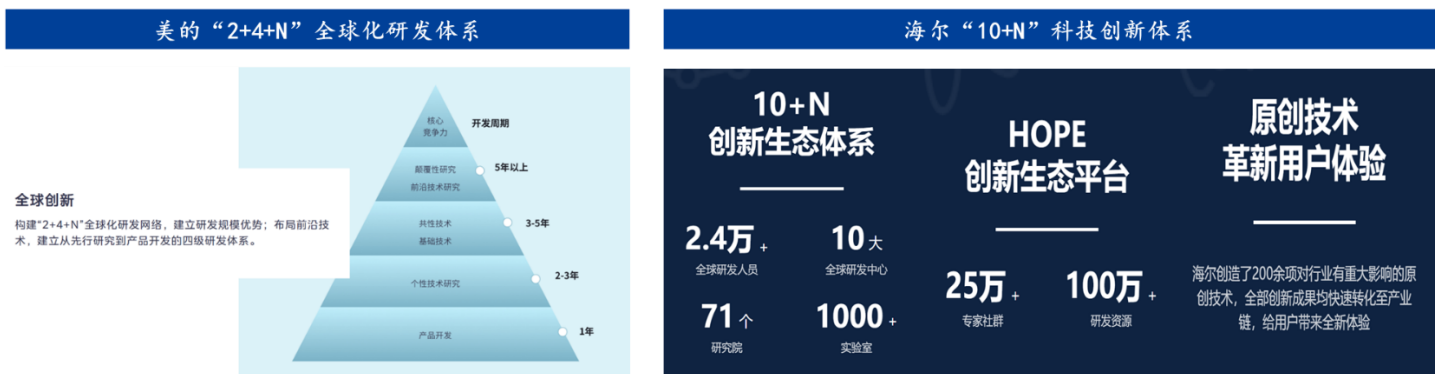 美的“2+4+N”全球化研发体系
全球创新
构建“2+4+N”全球化研发网络，建立研发规模优势；布局前沿技
术，建立从先行研究到产品开发的四级研发体系。
核心
竞争力
开发周期
颠覆性研究
前沿技术研究
5年以上
共性技术
基础技术
3-5年
个性技术研究
2-3年
产品开发
1年
海尔“10+N”科技创新体系
10+N
创新生态体系
2.4万+
全球研发人员
10大
全球研发中心
71个
研究院
1000+
实验室
HOPE
创新生态平台
25万+
专家社群
100万+
研发资源
原创技术
革新用户体验
海尔创造了200余项对行业有重大影响的原
创技术，全部创新成果均快速转化至产业
链，给用户带来全新体验